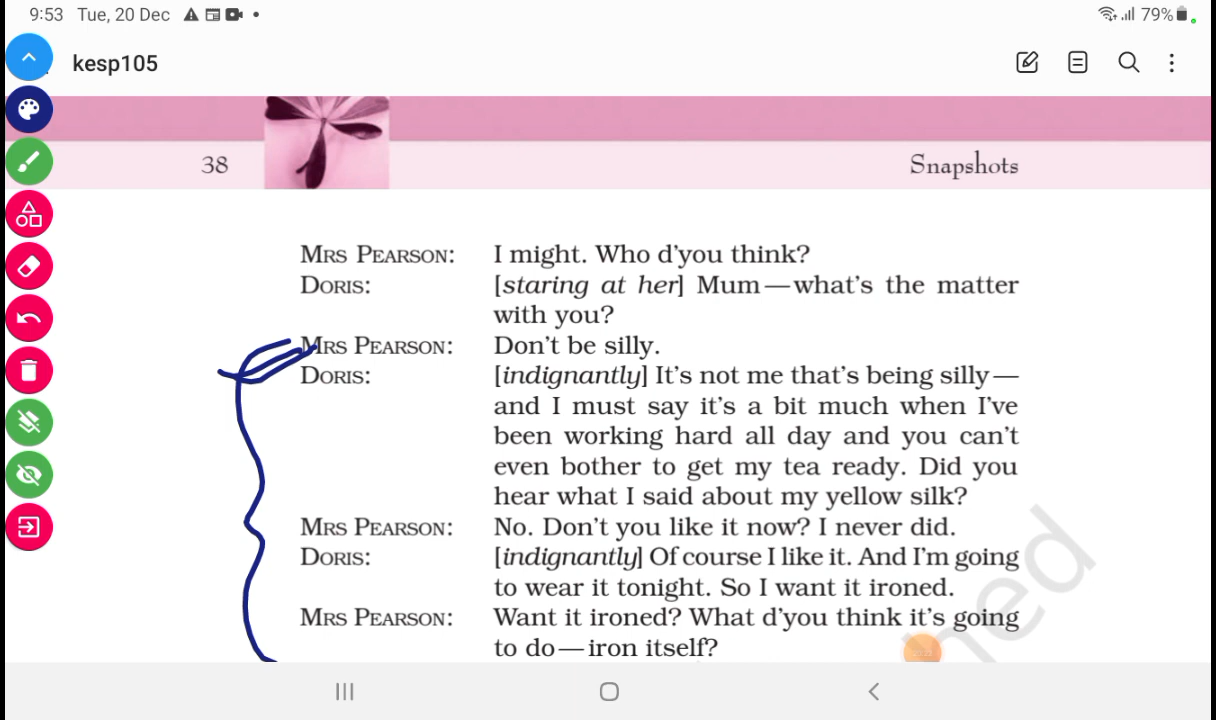 9:53 Tue, 20 Dec 79%
kesp105
38 Snapshots
MRS PEARSON: I might. Who d'you think?
DORIS: [staring at her] Mum—what's the matter
with you?
MRS PEARSON: Don't be silly.
DORIS: [indignantly] It's not me that's being silly—
and I must say it's a bit much when I've
been working hard all day and you can't
even bother to get my tea ready. Did you
hear what I said about my yellow silk?
MRS PEARSON: No. Don't you like it now? I never did.
DORIS: [indignantly] Of course I like it. And I'm going
to wear it tonight. So I want it ironed.
MRS PEARSON: Want it ironed? What d'you think it's going
to do—iron itself?